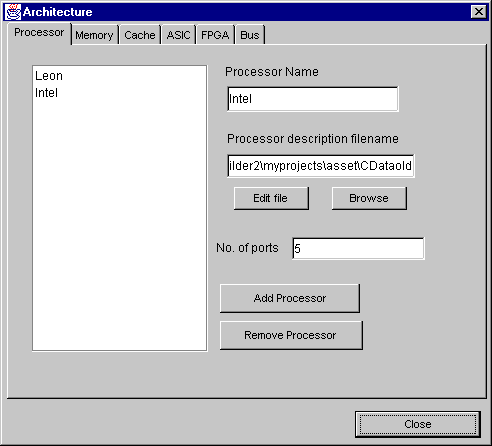 Architecture
Processor Memory Cache ASIC FPGA Bus
Leon
Intel
Processor Name
Intel
Processor description filename
ilder2\myprojects\asset\CDataold
Edit file Browse
No. of ports 5
Add Processor
Remove Processor
Close